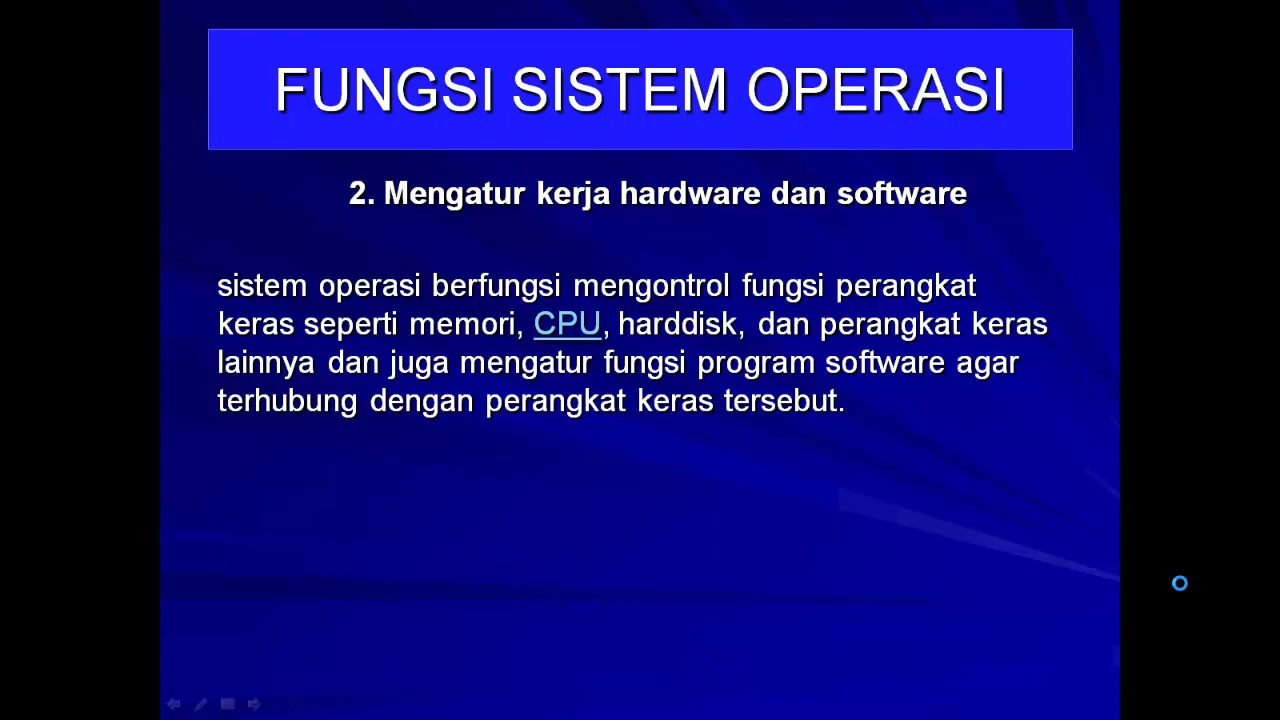 FUNGSI SISTEM OPERASI
2. Mengatur kerja hardware dan software
sistem operasi berfungsi mengontrol fungsi perangkat
keras seperti memori, CPU, harddisk, dan perangkat keras
lainnya dan juga mengatur fungsi program software agar
terhubung dengan perangkat keras tersebut.